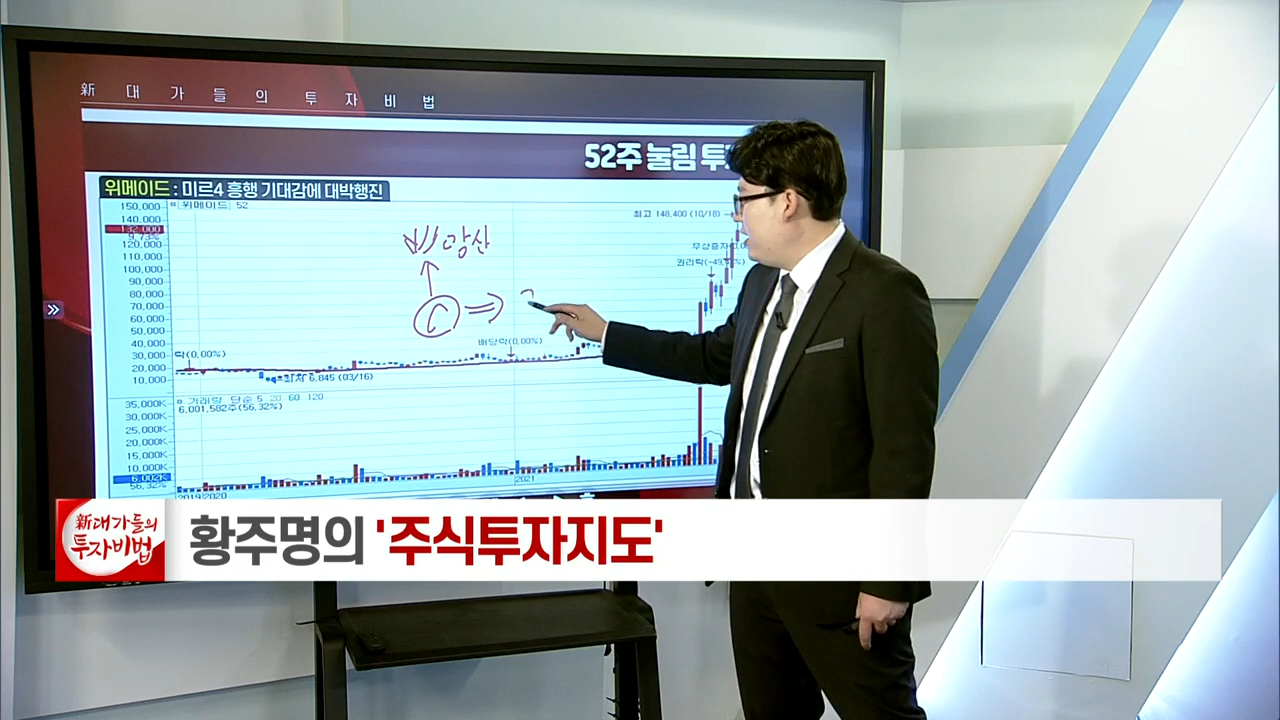 新 대 가 들 의 투 자 비 법
52주 눌림 투
위메이드 : 미르4 흥행 기대감에 대박행진
위메이드 52
150,000
140,000
132,000
9.73%
120,000
110,000
100,000
90,000
80,000
70,000
60,000
50,000
40,000
30,000
20,000
10,000
최고 148,400 (10/18)
무상증자
권리락(-49
배당락(0.00%)
락(0.00%)
최저 6,845 (03/16)
양산
C
거래량 단순 5 20 60 120
6,001,582주(56.32%)
35,000K
30,000K
25,000K
20,000K
15,000K
10,000K
6,002K
56.32%
2019 2020
2021
新대가들의
투자비법
황주명의 '주식투자지도'